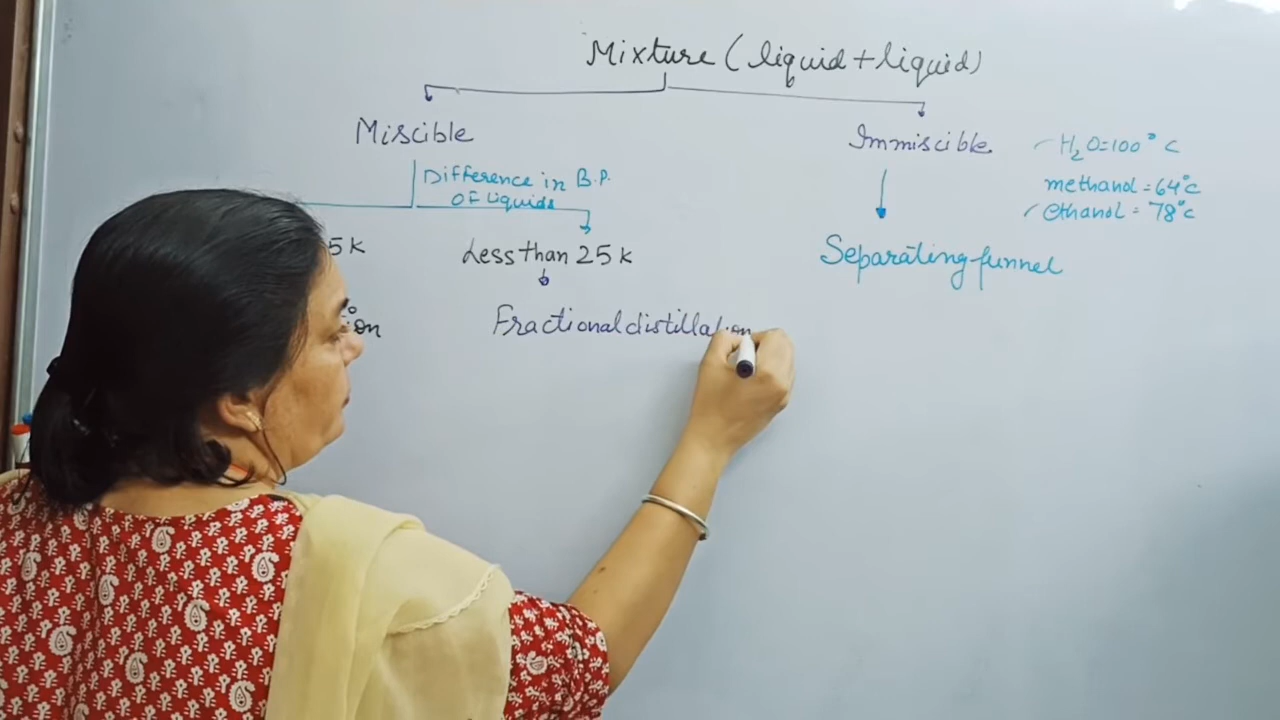 Mixture (liquid + liquid)
Miscible
Immiscible
H₂O = 100°C
methanol = 64°C
ethanol = 78°C
Difference in B.P.
OF Liquids
5K
Less than 25 K
Separating funnel
Fractional distillation